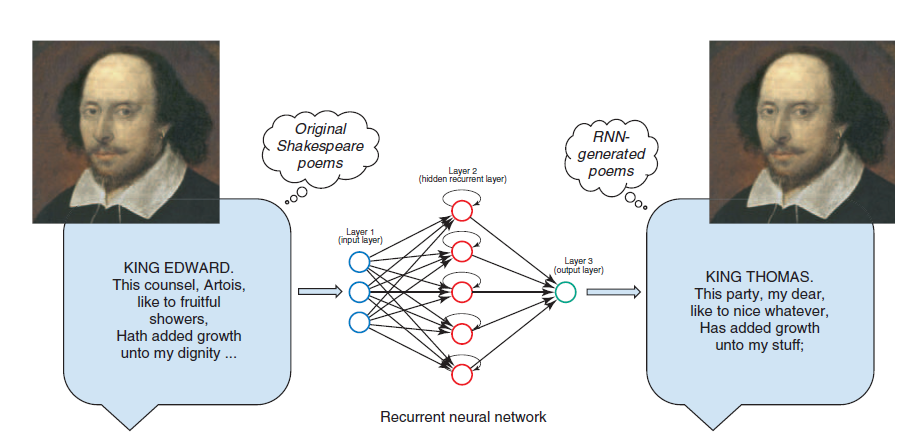 Original
Shakespeare
poems
KING EDWARD.
This counsel, Artois,
like to fruitful
showers,
Hath added growth
unto my dignity ...
Layer 1
(input layer)
Layer 2
(hidden recurrent layer)
Layer 3
(output layer)
Recurrent neural network
RNN-
generated
poems
KING THOMAS.
This party, my dear,
like to nice whatever,
Has added growth
unto my stuff;